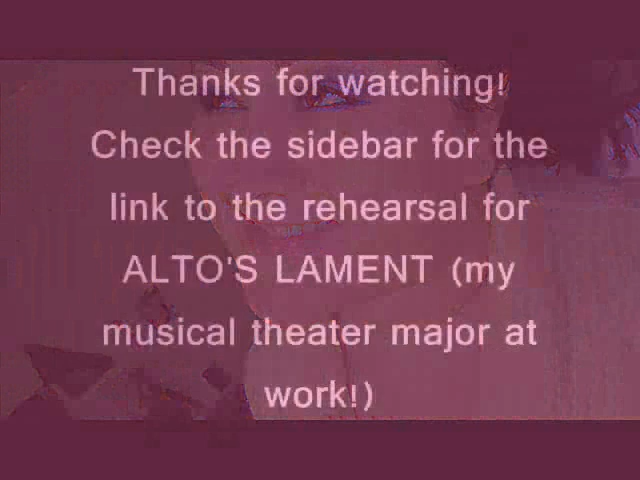 Thanks for watching!
Check the sidebar for the
link to the rehearsal for
ALTO'S LAMENT (my
musical theater major at
work!)